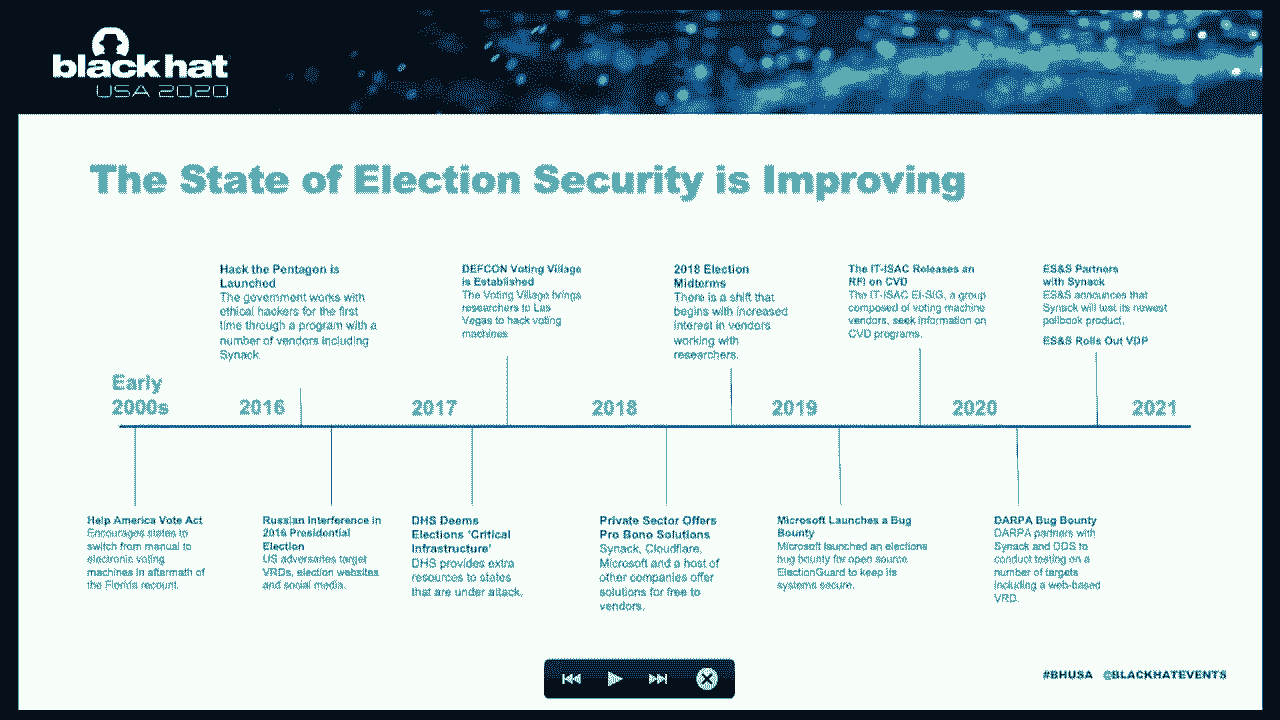 black hat
USA 2020
The State of Election Security is Improving
Hack the Pentagon is
Launched
The government works with
ethical hackers for the first
time through a program with a
number of vendors including
Synack.
DEFCON Voting Village
is Established
The Voting Village brings
researchers to Las
Vegas to hack voting
machines
2018 Election
Midterms
There is a shift that
begins with increased
interest in vendors
working with
researchers.
The IT-ISAC Releases an
RFI on CVD
The IT-ISAC EI-SIG, a group
composed of voting machine
vendors, seek information on
CVD programs.
ES&S Partners
with Synack
ES&S announces that
Synack will test its newest
pollbook product.
ES&S Rolls Out VDP
Early
2000s
2016
2017
2018
2019
2020
2021
Help America Vote Act
Encourages states to
switch from manual to
electronic voting
machines in aftermath of
the Florida recount.
Russian Interference in
2016 Presidential
Election
US adversaries target
VRDs, election websites
and social media.
DHS Deems
Elections 'Critical
Infrastructure'
DHS provides extra
resources to states
that are under attack.
Private Sector Offers
Pro Bono Solutions
Synack, Cloudflare,
Microsoft and a host of
other companies offer
solutions for free to
vendors.
Microsoft Launches a Bug
Bounty
Microsoft launched an elections
bug bounty for open source
ElectionGuard to keep its
systems secure.
DARPA Bug Bounty
DARPA partners with
Synack and DDS to
conduct testing on a
number of targets
including a web-based
VRD.
#BHUSA @BLACKHATEVENTS